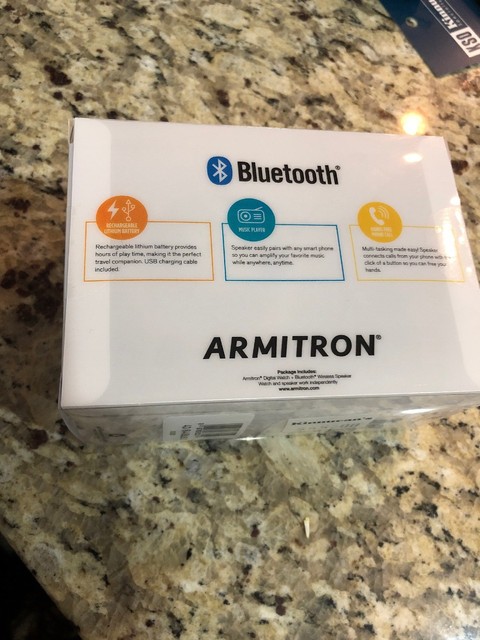 KSO
Bluetooth®
RECHARGEABLE
LITHIUM BATTERY
Rechargeable lithium battery provides
hours of play time, making it the perfect
travel companion. USB charging cable
included.
MUSIC PLAYER
Speaker easily pairs with any smart phone
so you can amplify your favorite music
while anywhere, anytime.
Multi-tasking made easy! Speaker
connects calls from your phone with
click of a button so you can free your
hands.
ARMITRON®
Package Includes:
Armitron® Digital Watch + Bluetooth® Wireless Speaker
Watch and speaker work independently
www.armitron.com